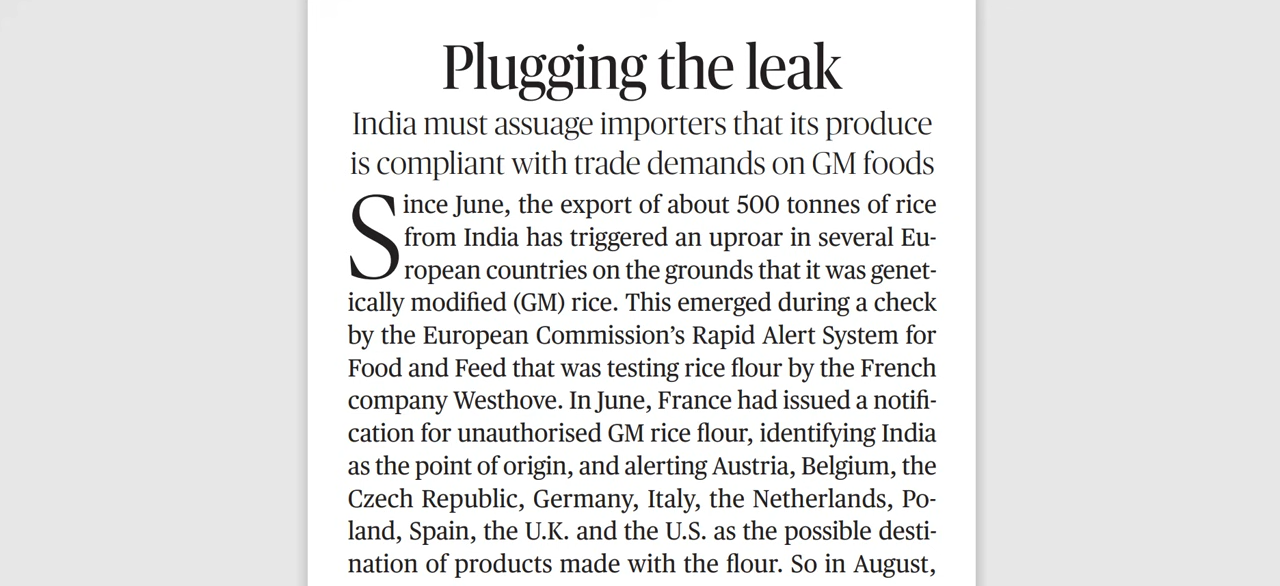 Plugging the leak
India must assuage importers that its produce
is compliant with trade demands on GM foods
Since June, the export of about 500 tonnes of rice
from India has triggered an uproar in several Eu-
ropean countries on the grounds that it was genet-
ically modified (GM) rice. This emerged during a check
by the European Commission’s Rapid Alert System for
Food and Feed that was testing rice flour by the French
company Westhove. In June, France had issued a notifi-
cation for unauthorised GM rice flour, identifying India
as the point of origin, and alerting Austria, Belgium, the
Czech Republic, Germany, Italy, the Netherlands, Po-
land, Spain, the U.K. and the U.S. as the possible desti-
nation of products made with the flour. So in August,